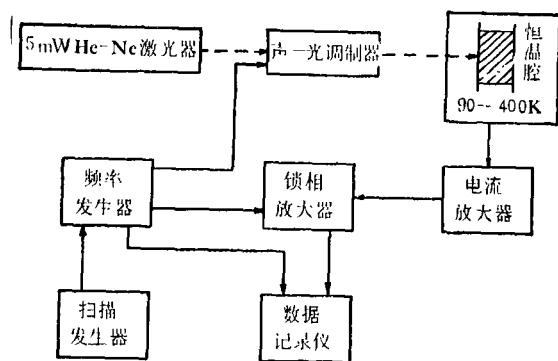 5mW He-Ne激光器
声-光调制器
恒温腔
90-- 400K
频率
发生器
锁相
放大器
电流
放大器
扫描
发生器
数据
记录仪